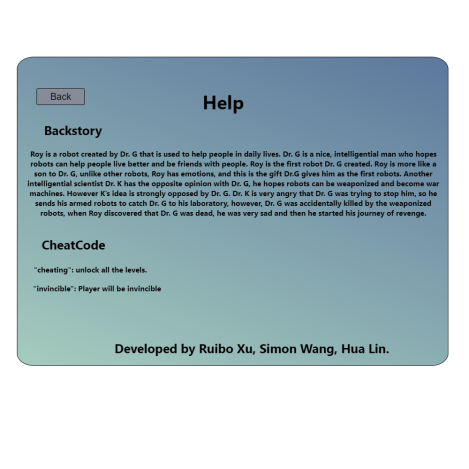 Back
Help
Backstory
Roy is a robot created by Dr. G that is used to help people in daily lives. Dr. G is a nice, intelligential man who hopes
robots can help people live better and be friends with people. Roy is the first robot Dr. G created. Roy is more like a
son to Dr. G, unlike other robots, Roy has emotions, and this is the gift Dr.G gives him as the first robots. Another
intelligential scientist Dr. K has the opposite opinion with Dr. G, he hopes robots can be weaponized and become war
machines. However K's idea is strongly opposed by Dr. G. Dr. K is very angry that Dr. G was trying to stop him, so he
sends his armed robots to catch Dr. G to his laboratory, however, Dr. G was accidentally killed by the weaponized
robots, when Roy discovered that Dr. G was dead, he was very sad and then he started his journey of revenge.
CheatCode
"cheating": unlock all the levels.
"invincible": Player will be invincible
Developed by Ruibo Xu, Simon Wang, Hua Lin.